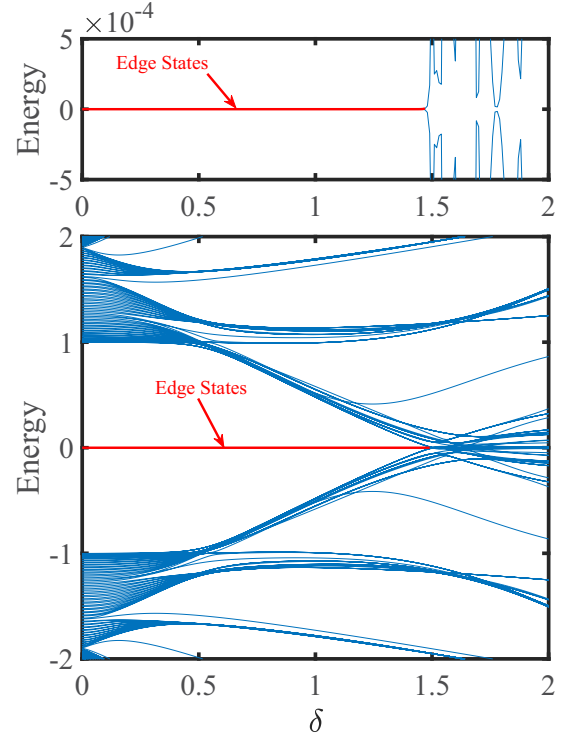 ×10⁻⁴
5
0
-5
Energy
Edge States
0 0.5 1 1.5 2
2
1
0
-1
-2
Energy
Edge States
0 0.5 1 1.5 2
δ